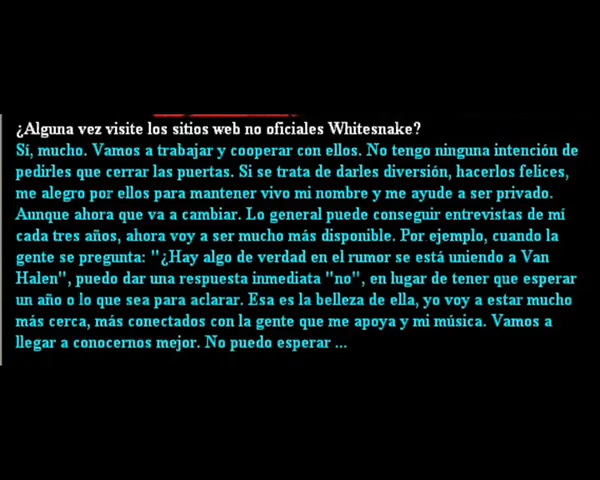 ¿Alguna vez visite los sitios web no oficiales Whitesnake?
Sí, mucho. Vamos a trabajar y cooperar con ellos. No tengo ninguna intención de
pedirles que cerrar las puertas. Si se trata de darles diversión, hacerlos felices,
me alegro por ellos para mantener vivo mi nombre y me ayude a ser privado.
Aunque ahora que va a cambiar. Lo general puede conseguir entrevistas de mí
cada tres años, ahora voy a ser mucho más disponible. Por ejemplo, cuando la
gente se pregunta: "¿Hay algo de verdad en el rumor se está uniendo a Van
Halen", puedo dar una respuesta inmediata "no", en lugar de tener que esperar
un año o lo que sea para aclarar. Esa es la belleza de ella, yo voy a estar mucho
más cerca, más conectados con la gente que me apoya y mi música. Vamos a
llegar a conocernos mejor. No puedo esperar ...